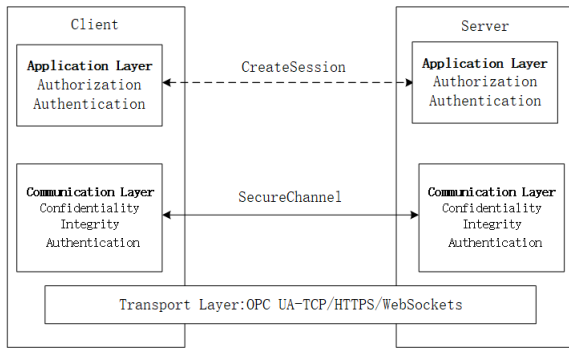 Client
Server
Application Layer
Authorization
Authentication
CreateSession
Application Layer
Authorization
Authentication
Communication Layer
Confidentiality
Integrity
Authentication
SecureChannel
Communication Layer
Confidentiality
Integrity
Authentication
Transport Layer:OPC UA-TCP/HTTPS/WebSockets